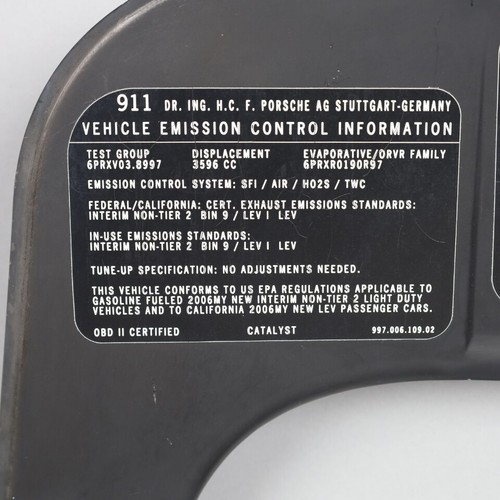 911 DR. ING. H.C. F. PORSCHE AG STUTTGART-GERMANY
VEHICLE EMISSION CONTROL INFORMATION
TEST GROUP DISPLACEMENT EVAPORATIVE/ORVR FAMILY
6PRXV03.8997 3596 CC 6PRXR0190R97
EMISSION CONTROL SYSTEM: SFI / AIR / HO2S / TWC
FEDERAL/CALIFORNIA: CERT. EXHAUST EMISSIONS STANDARDS:
INTERIM NON-TIER 2 BIN 9 / LEV I LEV
IN-USE EMISSIONS STANDARDS:
INTERIM NON-TIER 2 BIN 9 / LEV I LEV
TUNE-UP SPECIFICATION: NO ADJUSTMENTS NEEDED.
THIS VEHICLE CONFORMS TO US EPA REGULATIONS APPLICABLE TO
GASOLINE FUELED 2006MY NEW INTERIM NON-TIER 2 LIGHT DUTY
VEHICLES AND TO CALIFORNIA 2006MY NEW LEV PASSENGER CARS.
OBD II CERTIFIED CATALYST 997.006.109.02